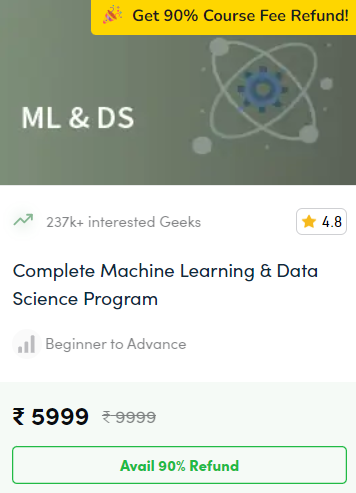 Get 90% Course Fee Refund!
ML & DS
237k+ interested Geeks
4.8
Complete Machine Learning & Data
Science Program
Beginner to Advance
₹ 5999 ₹ 9999
Avail 90% Refund